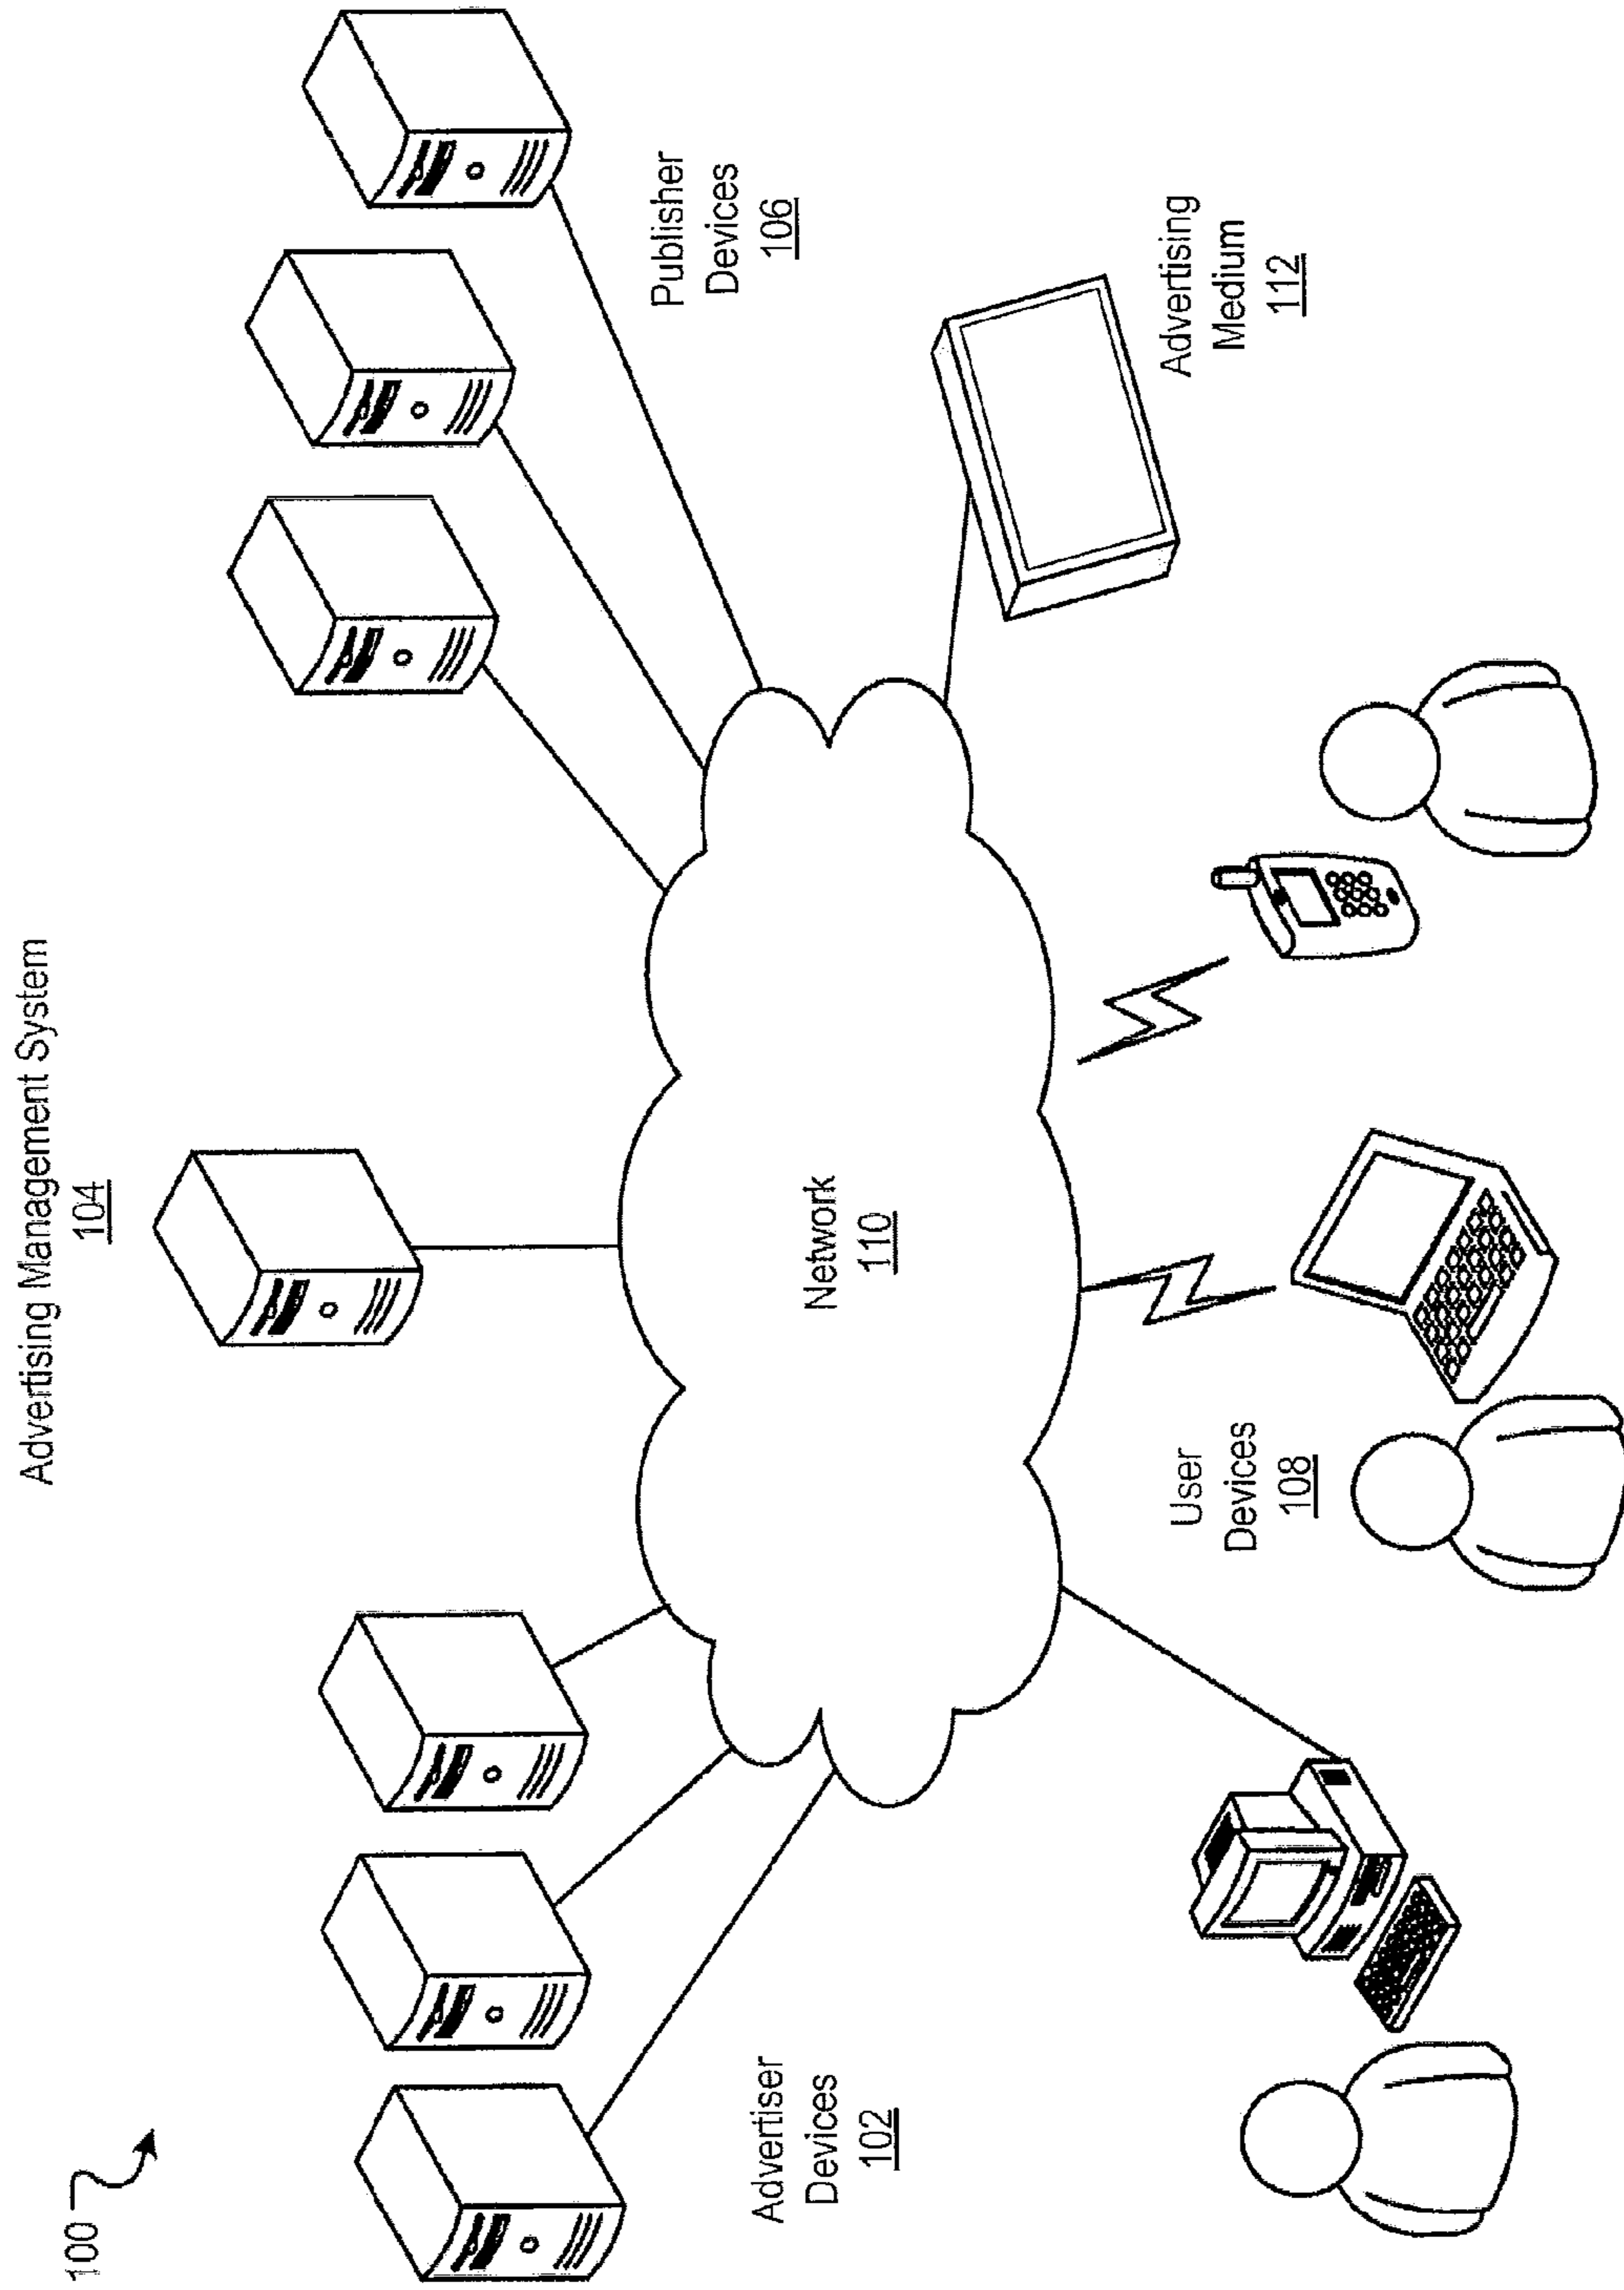 100
Advertising Management System
104
Advertiser
Devices
102
Publisher
Devices
106
Network
110
User
Devices
108
Advertising
Medium
112